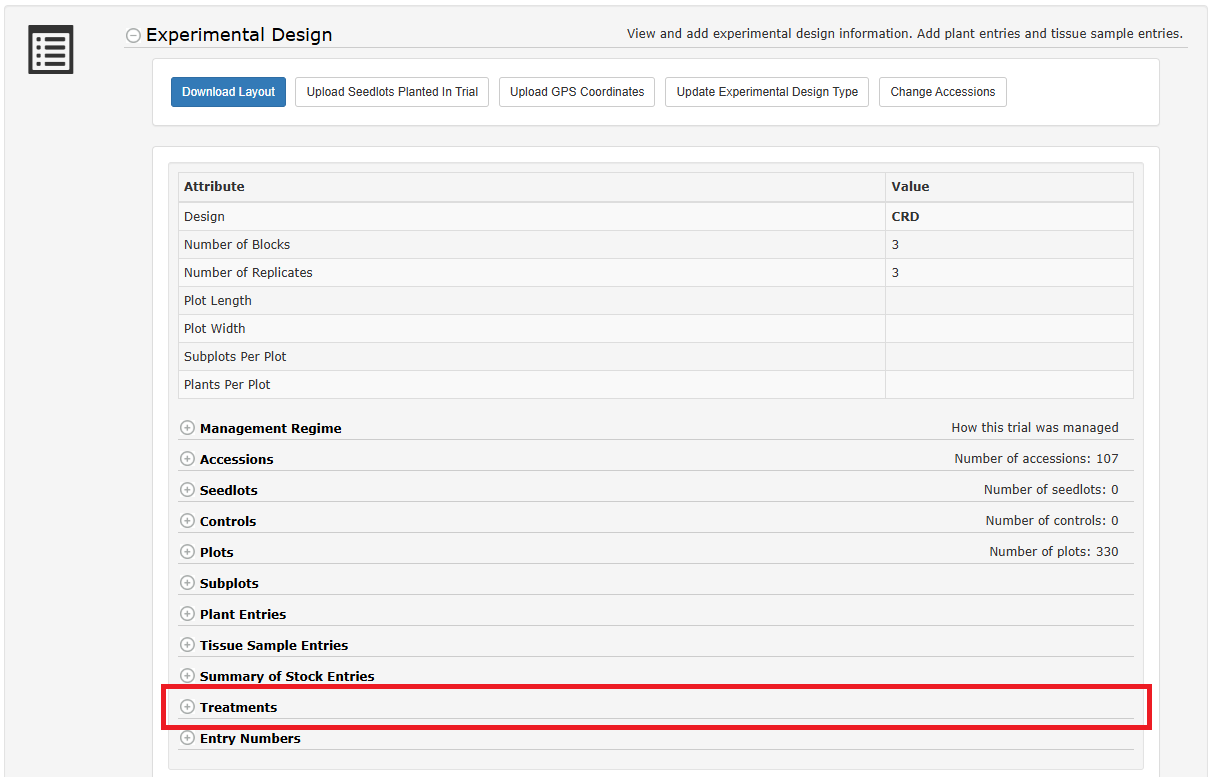 Experimental Design View and add experimental design information. Add plant entries and tissue sample entries.
Download Layout Upload Seedlots Planted In Trial Upload GPS Coordinates Update Experimental Design Type Change Accessions
Attribute Value
Design CRD
Number of Blocks 3
Number of Replicates 3
Plot Length
Plot Width
Subplots Per Plot
Plants Per Plot
Management Regime How this trial was managed
Accessions Number of accessions: 107
Seedlots Number of seedlots: 0
Controls Number of controls: 0
Plots Number of plots: 330
Subplots
Plant Entries
Tissue Sample Entries
Summary of Stock Entries
Treatments
Entry Numbers